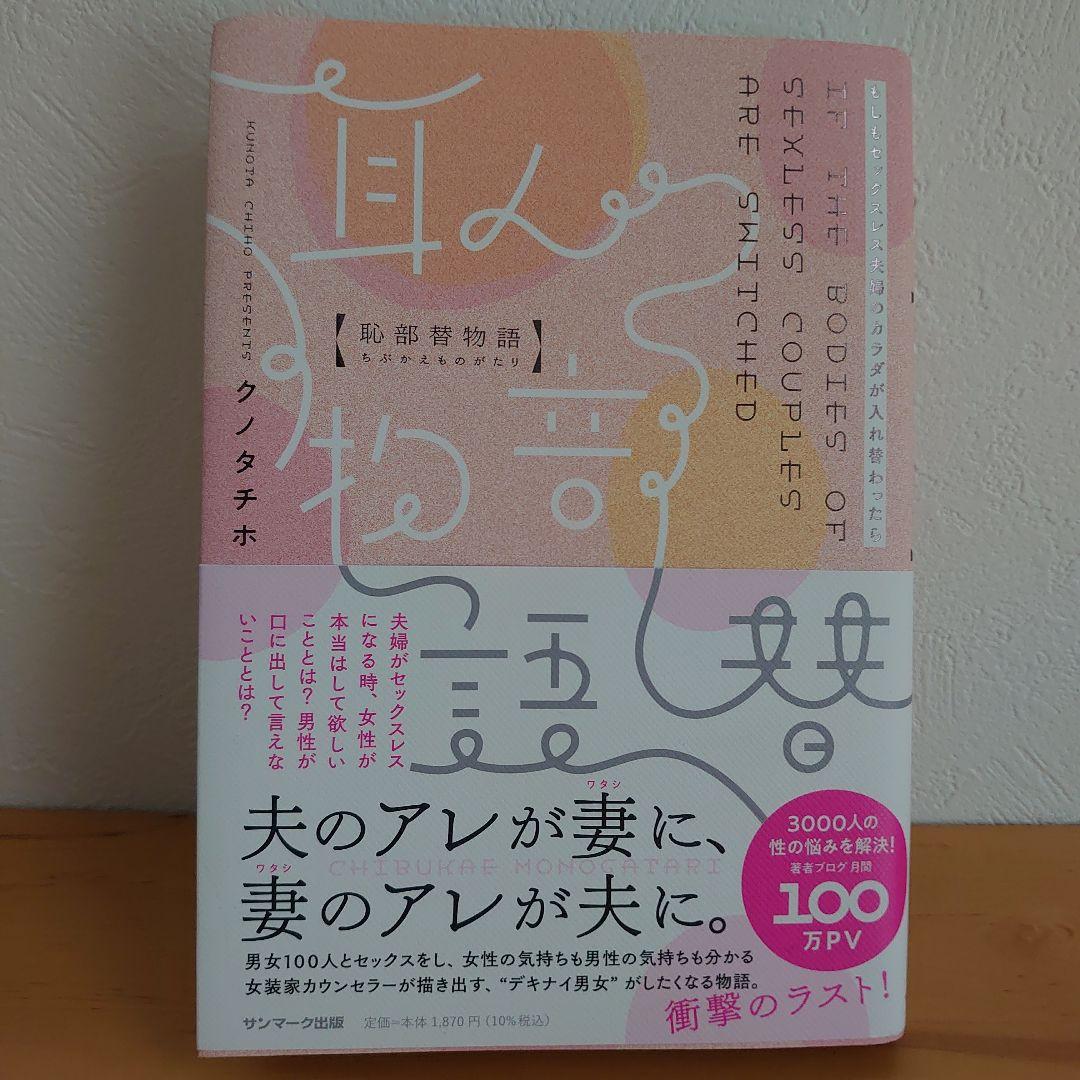 もしもセックスレス夫婦のカラダが入れ替わったら
IF THE BODIES OF
SEXLESS COUPLES
ARE SWITCHED
恥部替物語
【恥部替物語】
ちぶかえものがたり
KUNOTA CHIHO PRESENTS
クノタチホ
夫婦がセックスレス
になる時、女性が
本当はして欲しい
こととは？男性が
口に出して言えな
いこととは？
ワタシ
夫のアレが妻に、
CHIBUKAE MONOGATARI
ワタシ
妻のアレが夫に。
3000人の
性の悩みを解決！
著者ブログ 月間
100
万PV
男女100人とセックスをし、女性の気持ちも男性の気持ちも分かる
女装家カウンセラーが描き出す、“デキナイ男女”がしたくなる物語。
衝撃のラスト！
サンマーク出版 定価=本体1,870円（10%税込）